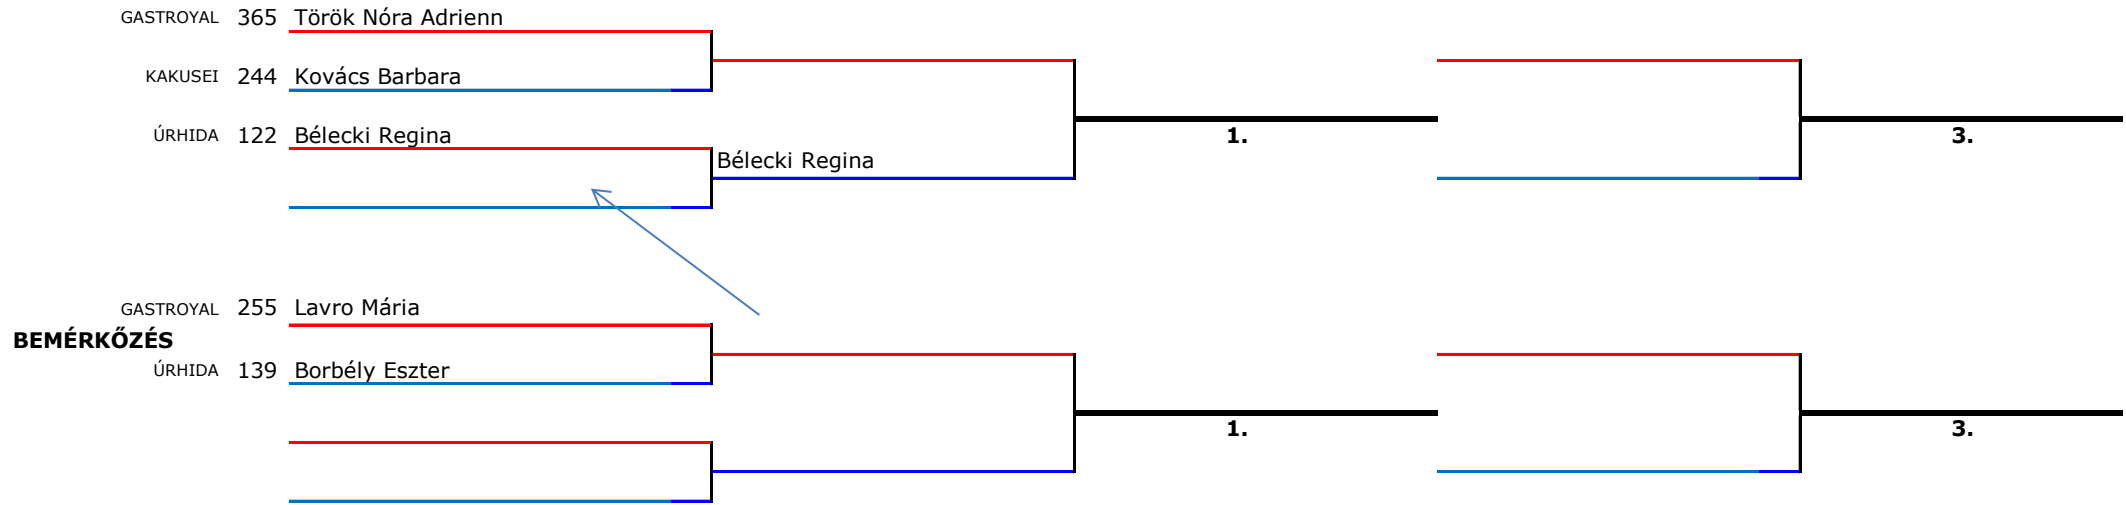 GASTROYAL 365 Török Nóra Adrienn
KAKUSEI 244 Kovács Barbara
1. 3.
ÚRHIDA 122 Bélecki Regina
Bélecki Regina
GASTROYAL 255 Lavro Mária
BEMÉRKŐZÉS
ÚRHIDA 139 Borbély Eszter
1. 3.